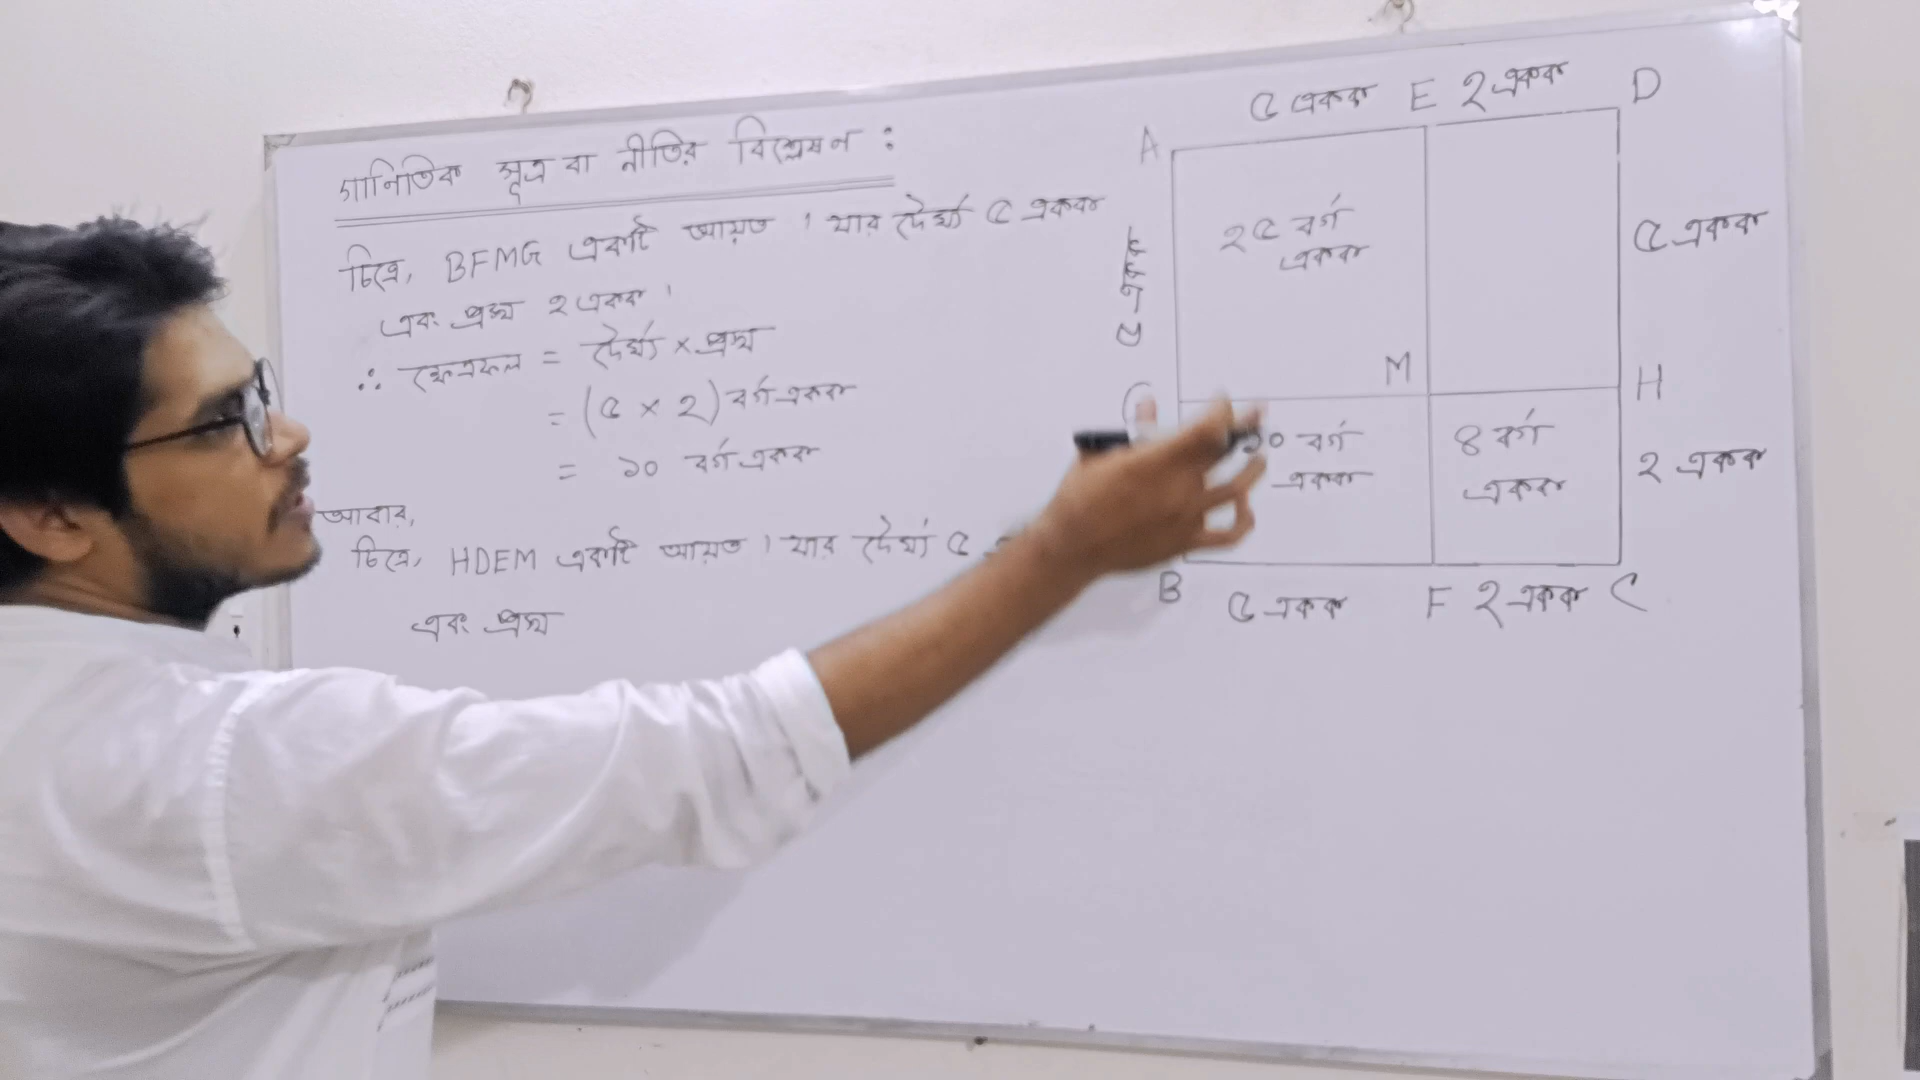 গানিতিক সূত্র বা নীতির বিশ্লেষন :
চিত্রে, BFMG একটি আয়ত । যার দৈর্ঘ্য ৫ একক
এবং প্রস্থ ২ একক ।
∴ ক্ষেত্রফল = দৈর্ঘ্য × প্রস্থ
= (৫ × ২) বর্গ একক
= ১০ বর্গ একক
আবার,
চিত্রে, HDEM একটি আয়ত । যার দৈর্ঘ্য ৫
এবং প্রস্থ
৫ একক E ২ একক D
A
২৫ বর্গ
একক
৫ একক
৫ একক
M
H
১০ বর্গ
একক
৪ বর্গ
একক
২ একক
B ৫ একক F ২ একক C